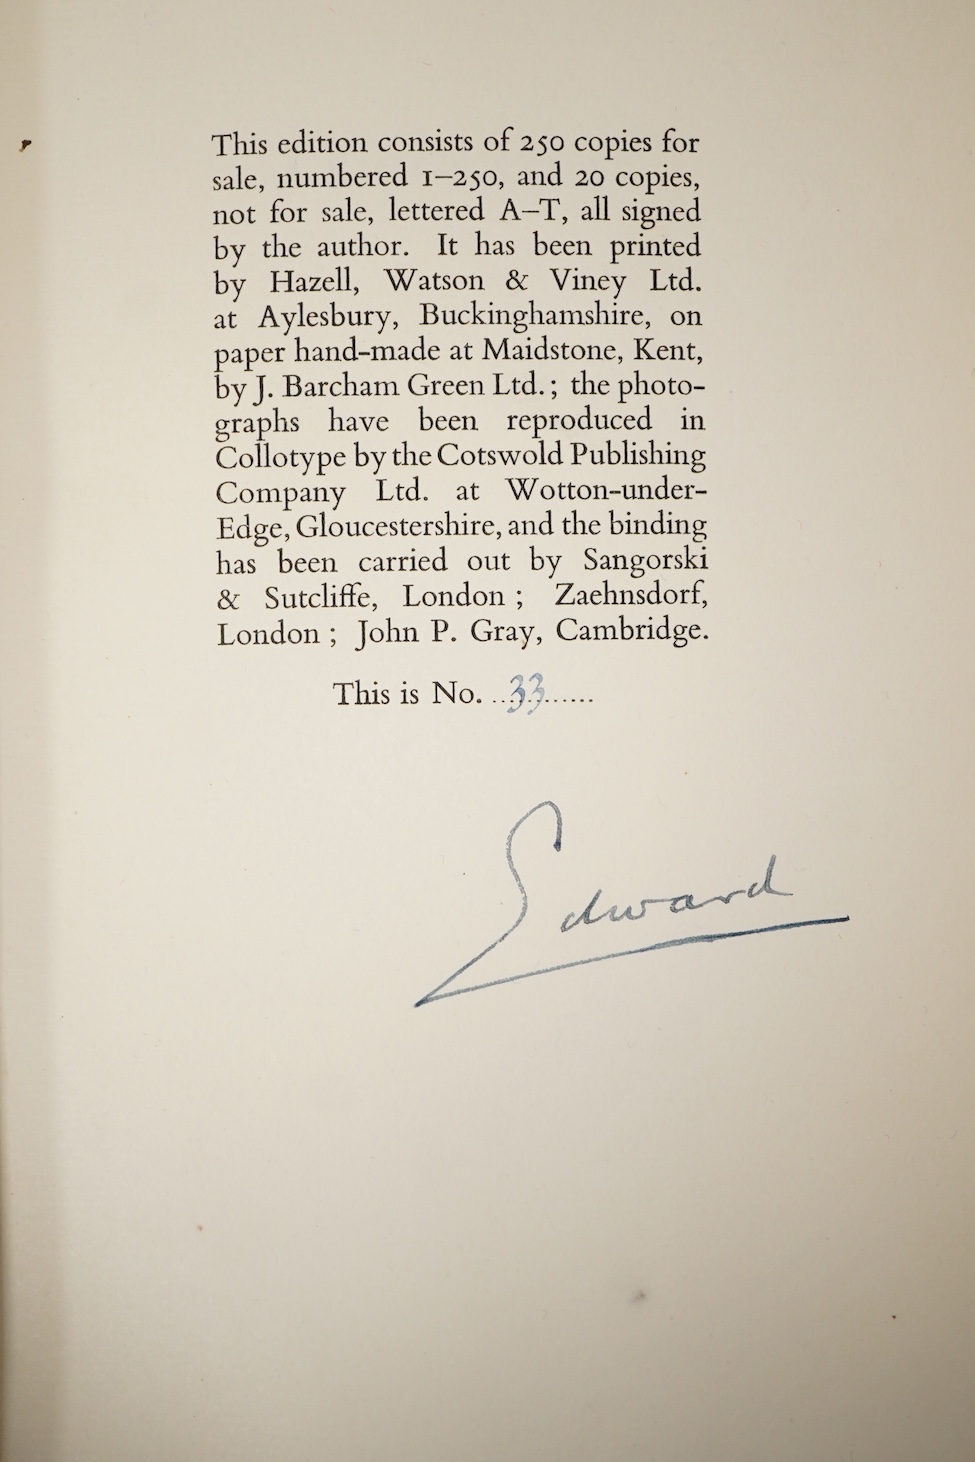 This edition consists of 250 copies for
sale, numbered 1–250, and 20 copies,
not for sale, lettered A–T, all signed
by the author. It has been printed
by Hazell, Watson & Viney Ltd.
at Aylesbury, Buckinghamshire, on
paper hand-made at Maidstone, Kent,
by J. Barcham Green Ltd. ; the photo-
graphs have been reproduced in
Collotype by the Cotswold Publishing
Company Ltd. at Wotton-under-
Edge, Gloucestershire, and the binding
has been carried out by Sangorski
& Sutcliffe, London ; Zaehnsdorf,
London ; John P. Gray, Cambridge.
This is No. ..33......
Edward